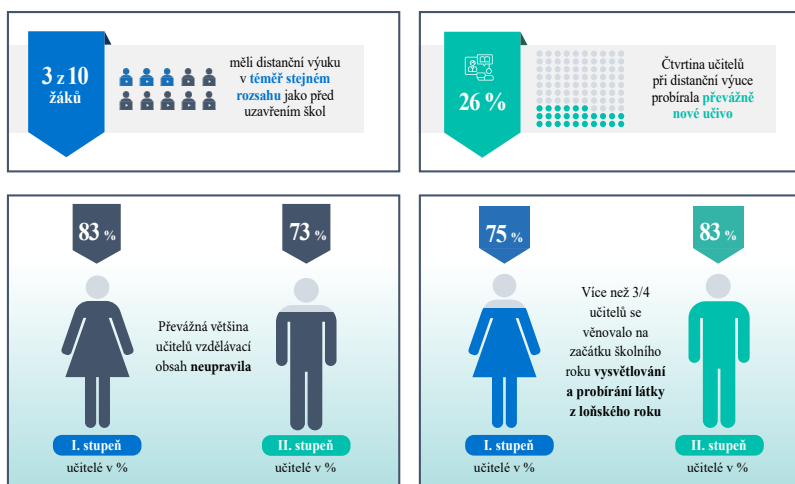 3 z 10
žáků
měli distanční výuku
v téměř stejném
rozsahu jako před
uzavřením škol
26 %
Čtvrtina učitelů
při distanční výuce
probírala převážně
nové učivo
83 %
73 %
Převážná většina
učitelů vzdělávací
obsah neupravila
I. stupeň
učitelé v %
II. stupeň
učitelé v %
75 %
83 %
Více než 3/4
učitelů se
věnovalo na
začátku školního
roku vysvětlování
a probírání látky
z loňského roku
I. stupeň
učitelé v %
II. stupeň
učitelé v %